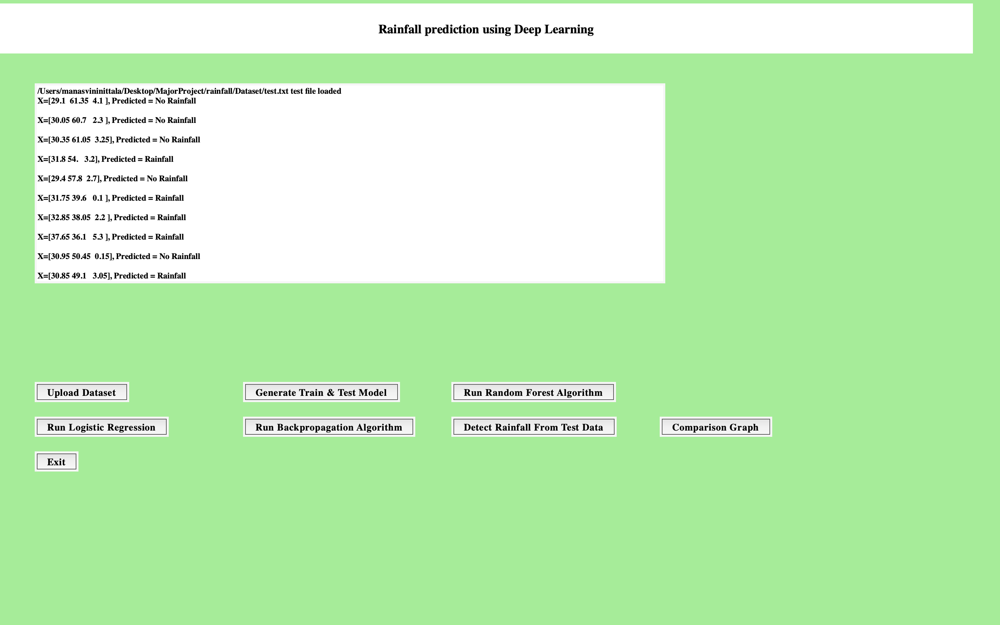 Rainfall prediction using Deep Learning
/Users/manasvininittala/Desktop/MajorProject/rainfall/Dataset/test.txt test file loaded
X=[29.1  61.35  4.1 ], Predicted = No Rainfall
X=[30.05 60.7   2.3 ], Predicted = No Rainfall
X=[30.35 61.05  3.25], Predicted = No Rainfall
X=[31.8 54.   3.2], Predicted = Rainfall
X=[29.4 57.8  2.7], Predicted = No Rainfall
X=[31.75 39.6   0.1 ], Predicted = Rainfall
X=[32.85 38.05  2.2 ], Predicted = Rainfall
X=[37.65 36.1   5.3 ], Predicted = Rainfall
X=[30.95 50.45  0.15], Predicted = No Rainfall
X=[30.85 49.1   3.05], Predicted = Rainfall
Upload Dataset
Generate Train & Test Model
Run Random Forest Algorithm
Run Logistic Regression
Run Backpropagation Algorithm
Detect Rainfall From Test Data
Comparison Graph
Exit